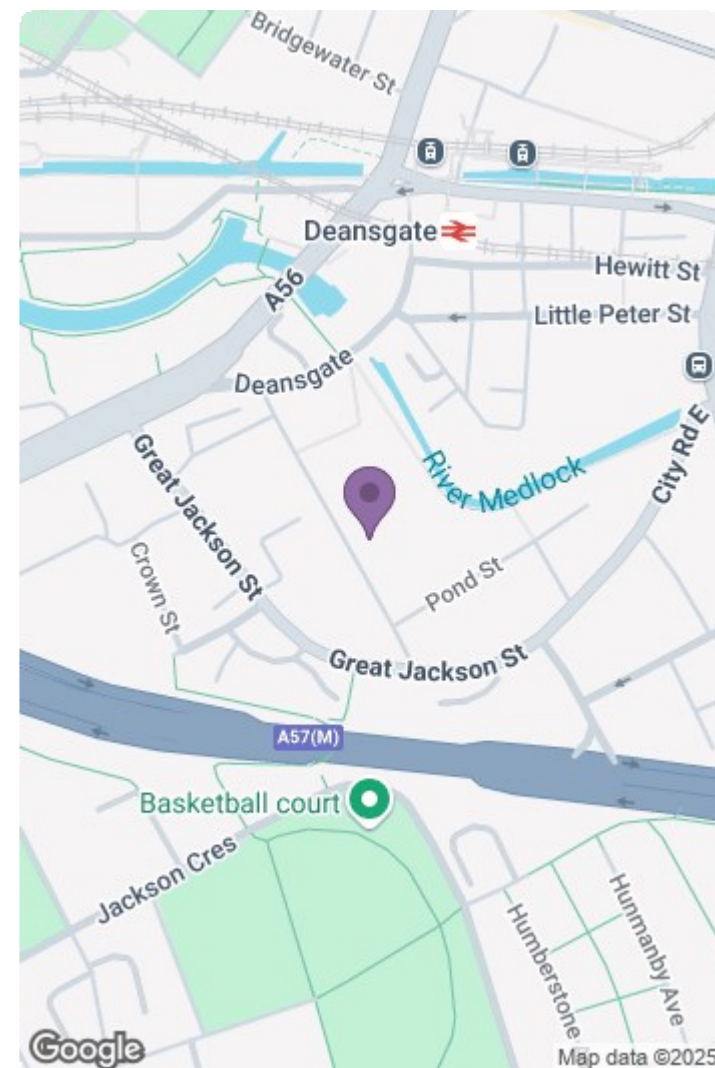 Bridgewater St
Deansgate
Hewitt St
A56
Little Peter St
Deansgate
City Rd E
Great Jackson St
River Medlock
Crown St
Pond St
Great Jackson St
A57(M)
Basketball court
Jackson Cres
Hunmanby Ave
Humberstone
Google
Map data ©2025